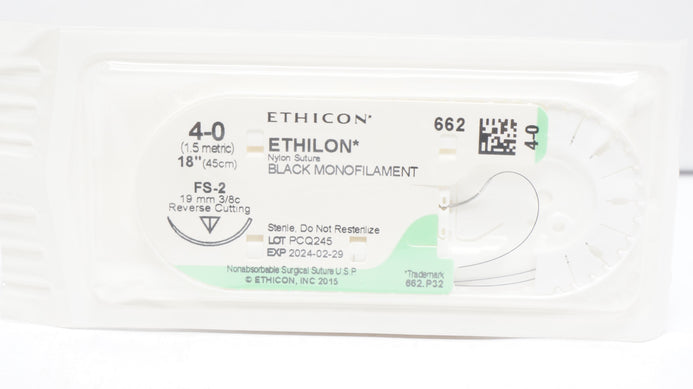 ETHICON*
4-0
(1.5 metric)
18" (45cm)
FS-2
19 mm 3/8c
Reverse Cutting
ETHILON*
Nylon Suture
BLACK MONOFILAMENT
Sterile, Do Not Resterilize
LOT PCQ245
EXP 2024-02-29
Nonabsorbable Surgical Suture U.S.P
© ETHICON, INC 2015
662
4-0
*Trademark
662.P32